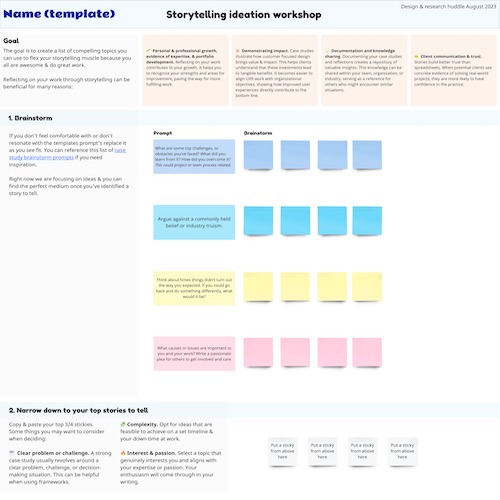 Name (template)
Storytelling ideation workshop
Design & research huddle August 2023
Goal
The goal is to create a list of compelling topics you
can use to flex your storytelling muscle because you
all are awesome & do great work.
Reflecting on your work through storytelling can be
beneficial for many reasons:
Personal & professional growth,
evidence of expertise, & portfolio
development. Reflecting on your work
contributes to your growth. It helps you
to recognize your strengths and areas for
improvements, paving the way for more
fulfilling work.
Demonstrating impact. Case studies
illustrate how customer focused design
brings value & impact. This helps clients
understand that these investments lead
to tangible benefits. It becomes easier to
align UX work with organizational
objectives, showing how improved user
experiences directly contribute to the
bottom line.
Documentation and knowledge
sharing. Documenting your case studies
and reflections creates a repository of
valuable insights. This knowledge can be
shared within your team, organization, or
industry, serving as a reference for
others who might encounter similar
situations.
Client communication & trust.
Stories build better trust than
spreadsheets. When potential clients see
concrete evidence of solving real-world
projects, they are more likely to have
confidence in the practice.
1. Brainstorm
If you don't feel comfortable with or don't
resonate with the templates prompt's replace it
as you see fit. You can reference this list of case
study brainstorm prompts if you need
inspiration.
Right now we are focusing on ideas & you can
find the perfect medium once you've identified a
story to tell.
Prompt
Brainstorm
What are some top challenges, or
obstacles you've faced? What did you
learn from it? How did you overcome it?
This could project or team process related.
Argue against a commonly held
belief or industry truism.
Think about times things didn't turn out
the way you expected. If you could go
back and do something differently, what
would it be?
What causes or issues are important to
you and your work? Write a passionate
plea for others to get involved and care.
2. Narrow down to your top stories to tell
Copy & paste your top 3/4 stickies.
Some things you may want to consider
when deciding:
Clear problem or challenge. A strong
case study usually revolves around a
clear problem, challenge, or decision-
making situation. This can be helpful
when using frameworks.
Complexity. Opt for ideas that are
feasible to achieve on a set timeline &
your down time at work.
Interest & passion. Select a topic that
genuinely interests you and aligns with
your expertise or passion. Your
enthusiasm will come through in your
writing.
Put a sticky
from above
here
Put a sticky
from above
here
Put a sticky
from above
here
Put a sticky
from above
here